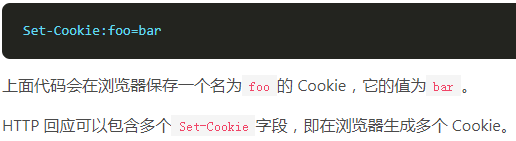 Set-Cookie:foo=bar
上面代码会在浏览器保存一个名为 foo 的 Cookie，它的值为 bar 。
HTTP 回应可以包含多个 Set-Cookie 字段，即在浏览器生成多个 Cookie。